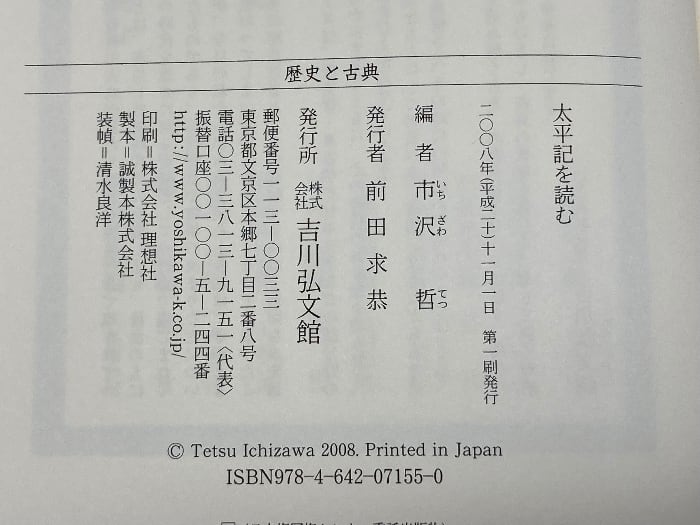 歴史と古典
太平記を読む
二〇〇八年(平成二十)十一月一日 第一刷発行
編者 市沢 哲
いち ざわ てつ
発行者 前田求恭
発行所 株式会社 吉川弘文館
郵便番号一一三―〇〇三三
東京都文京区本郷七丁目二番八号
電話〇三―三八一三―九一五一〈代表〉
振替口座〇〇一〇〇―五―二四四番
http://www.yoshikawa-k.co.jp/
印刷=株式会社 理想社
製本=誠製本株式会社
装幀=清水良洋
© Tetsu Ichizawa 2008. Printed in Japan
ISBN978-4-642-07155-0